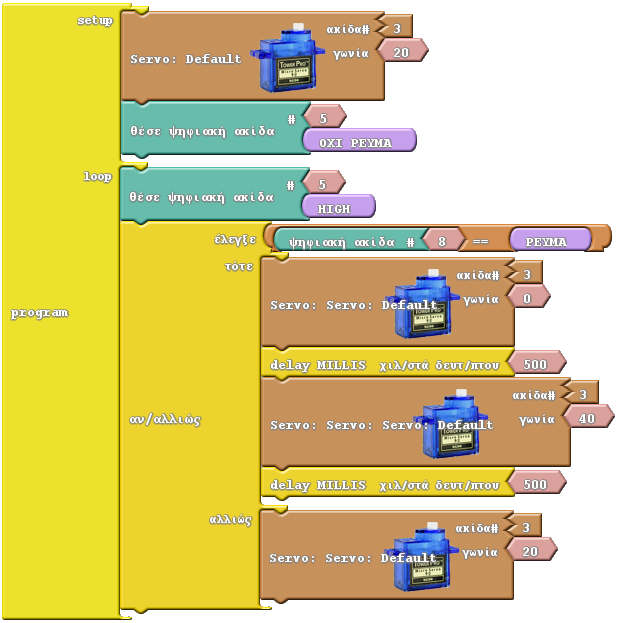 setup
Servo: Default
ακίδα# 3
γωνία 20
θέσε ψηφιακή ακίδα # 5
ΟΧΙ ΡΕΥΜΑ
loop
θέσε ψηφιακή ακίδα # 5
HIGH
έλεγξε ψηφιακή ακίδα # 8 == ΡΕΥΜΑ
τότε
Servo: Servo: Default
ακίδα# 3
γωνία 0
program
delay MILLIS χιλ/στά δευτ/πτου 500
αν/αλλιώς
Servo: Servo: Servo: Default
ακίδα# 3
γωνία 40
delay MILLIS χιλ/στά δευτ/πτου 500
αλλιώς
Servo: Servo: Default
ακίδα# 3
γωνία 20